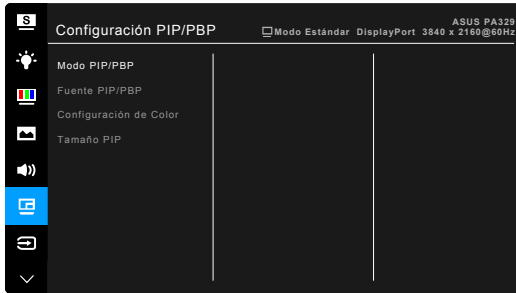 S
ASUS PA329
Configuración PIP/PBP
Modo Estándar DisplayPort 3840 x 2160@60Hz
Modo PIP/PBP
Fuente PIP/PBP
Configuración de Color
Tamaño PIP